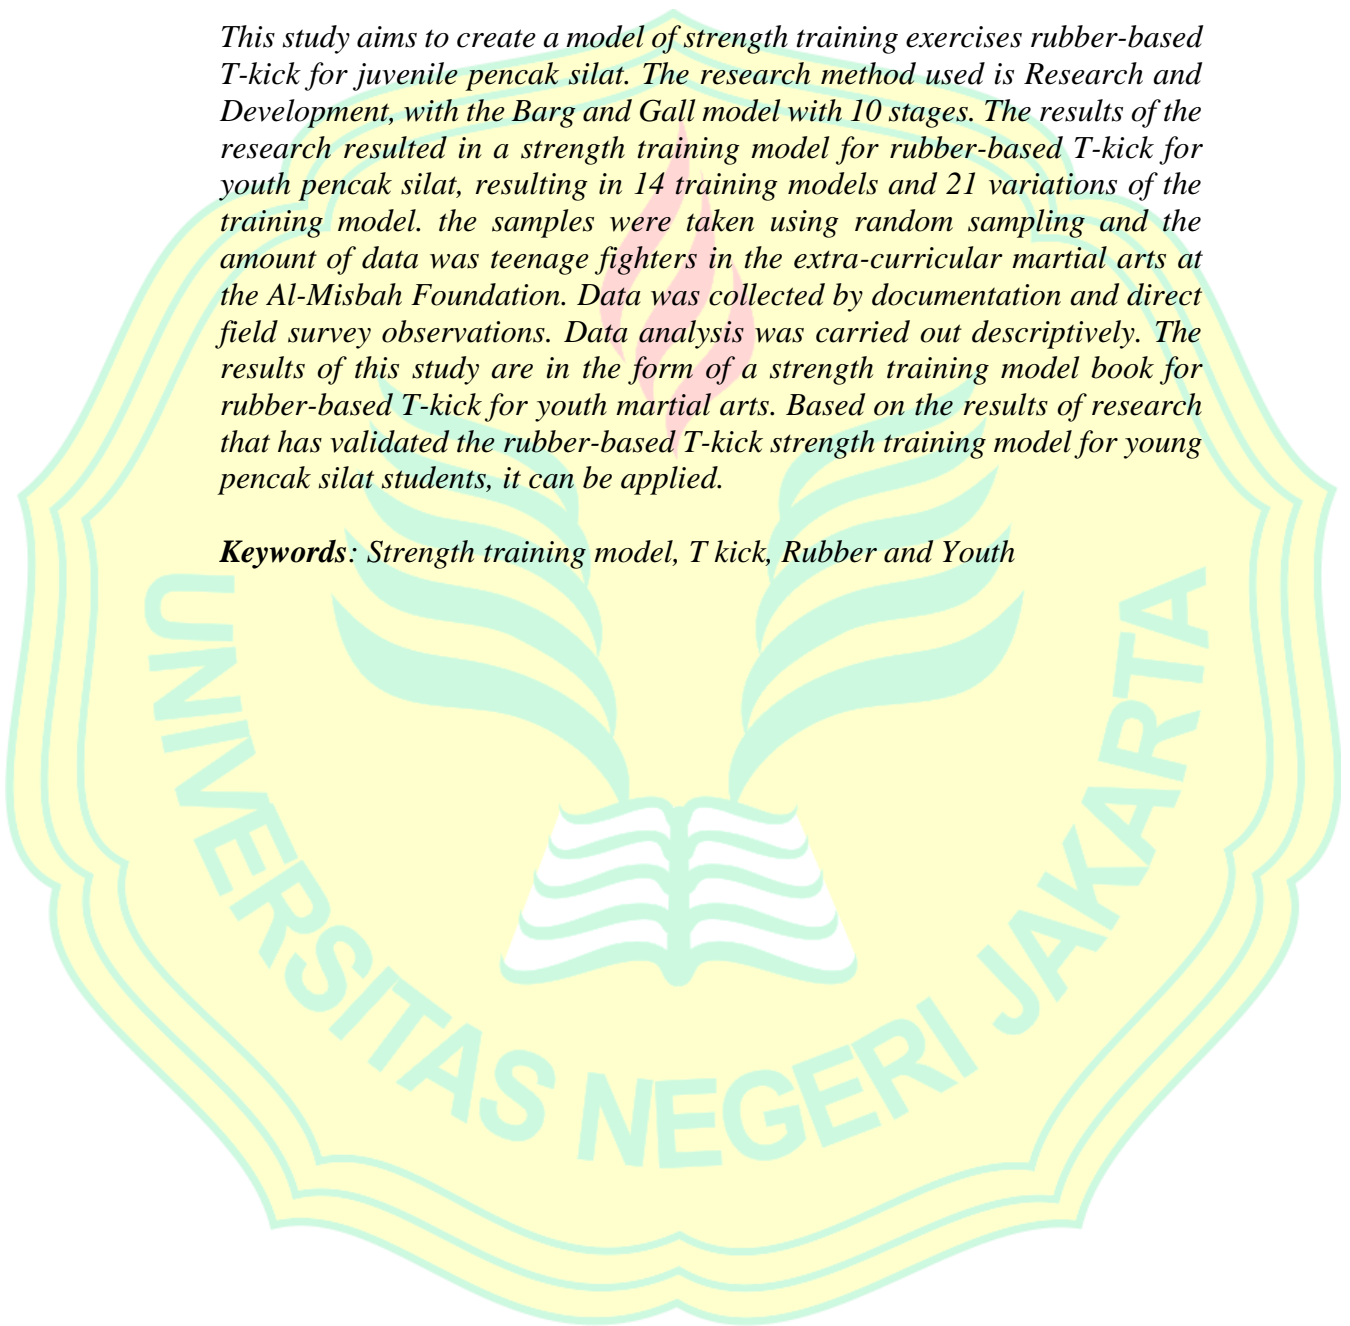 This study aims to create a model of strength training exercises rubber-based
T-kick for juvenile pencak silat. The research method used is Research and
Development, with the Barg and Gall model with 10 stages. The results of the
research resulted in a strength training model for rubber-based T-kick for
youth pencak silat, resulting in 14 training models and 21 variations of the
training model. the samples were taken using random sampling and the
amount of data was teenage fighters in the extra-curricular martial arts at
the Al-Misbah Foundation. Data was collected by documentation and direct
field survey observations. Data analysis was carried out descriptively. The
results of this study are in the form of a strength training model book for
rubber-based T-kick for youth martial arts. Based on the results of research
that has validated the rubber-based T-kick strength training model for young
pencak silat students, it can be applied.
Keywords: Strength training model, T kick, Rubber and Youth
UNIVERSITAS NEGERI JAKARTA